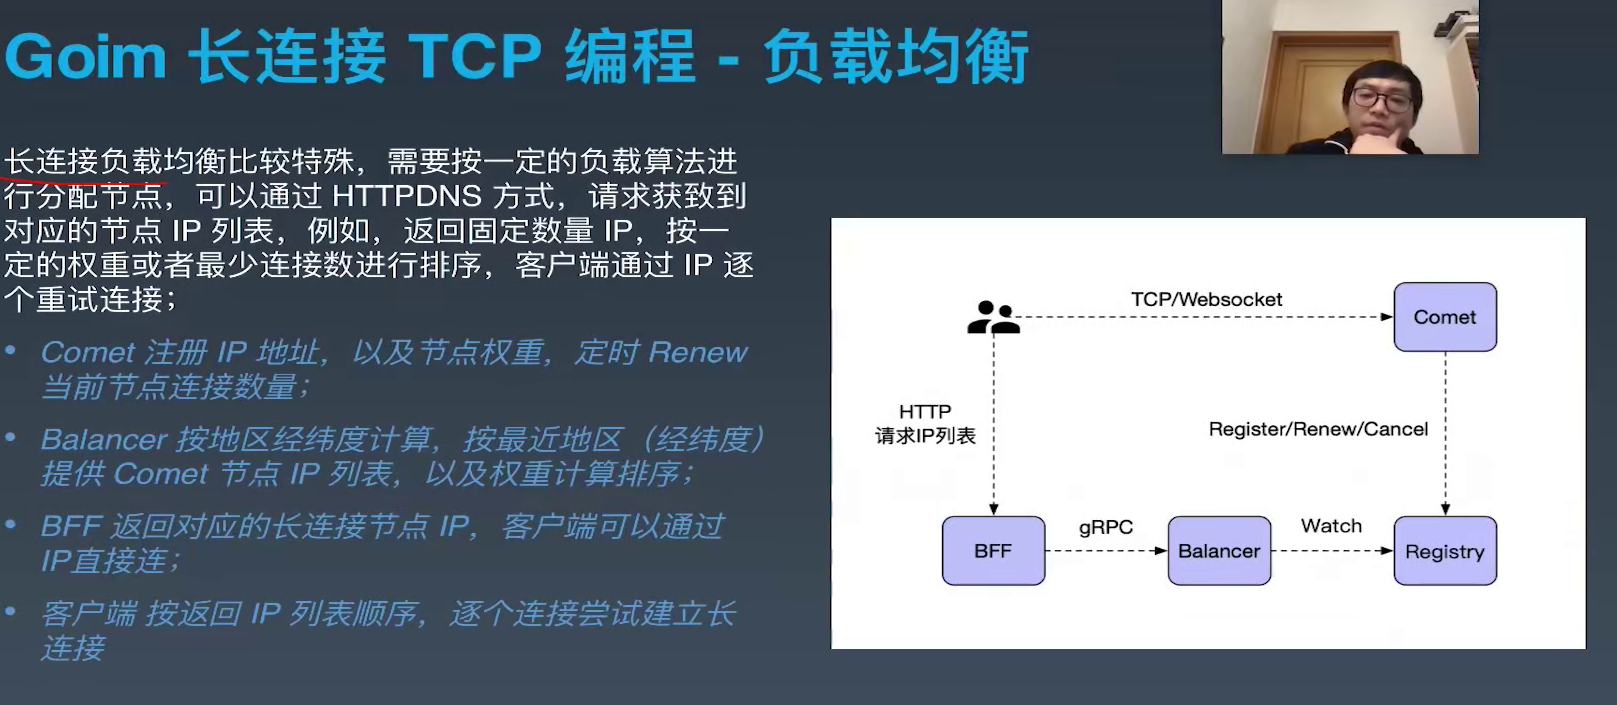 Goim 长连接 TCP 编程 - 负载均衡
长连接负载均衡比较特�，需要按一定的负载算法进
行分配节点，可以通过 HTTPDNS 方式，请求获致到
对应的节点 IP 列表，例如，返回固定数量 IP，按一
定的权重或者最少连接数进行排序，客户端通过 IP 逐
个重试连接；
• Comet 注册 IP 地址，以及节点权重，定时 Renew
当前节点连接数量；
• Balancer 按地区经纬度计算，按最近地区（经纬度）
提供 Comet 节点 IP 列表，以及权重计算排序；
• BFF 返回对应的长连接节点 IP，客户端可以通过
IP直接连；
• 客户端 按返回 IP 列表顺序，逐个连接尝试建立长
连接
TCP/Websocket
Comet
HTTP
请求IP列表
Register/Renew/Cancel
BFF
gRPC
Balancer
Watch
Registry